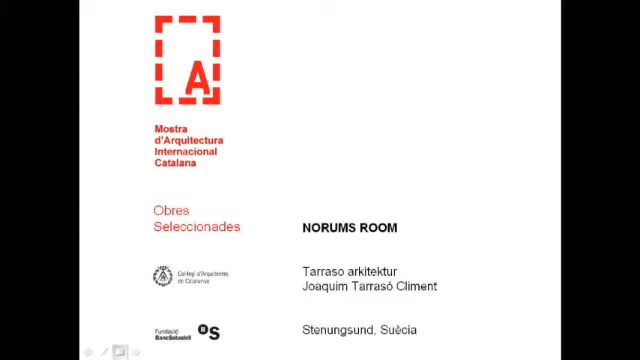 A
Mostra
d'Arquitectura
Internacional
Catalana
Obres
Seleccionades
NORUMS ROOM
Col·legi d'Arquitectes
de Catalunya
Tarraso arkitektur
Joaquim Tarrasó Climent
Fundació
BancSabadell
BS
Stenungsund, Suècia